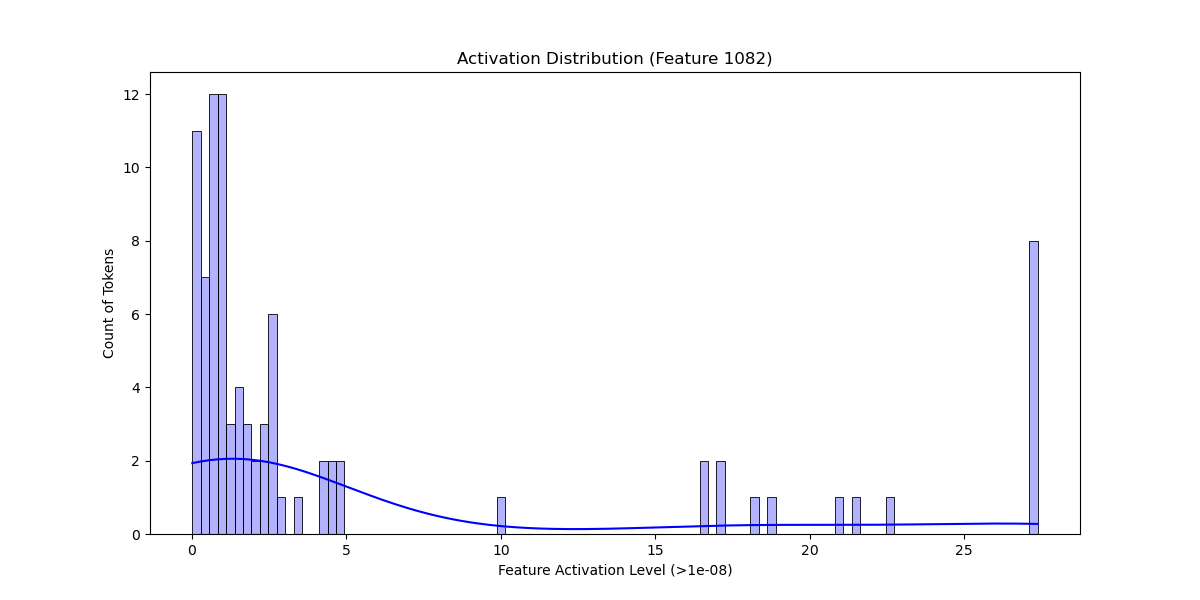 Activation Distribution (Feature 1082)
12
10
8
6
4
2
0
Count of Tokens
0 5 10 15 20 25
Feature Activation Level (>1e-08)